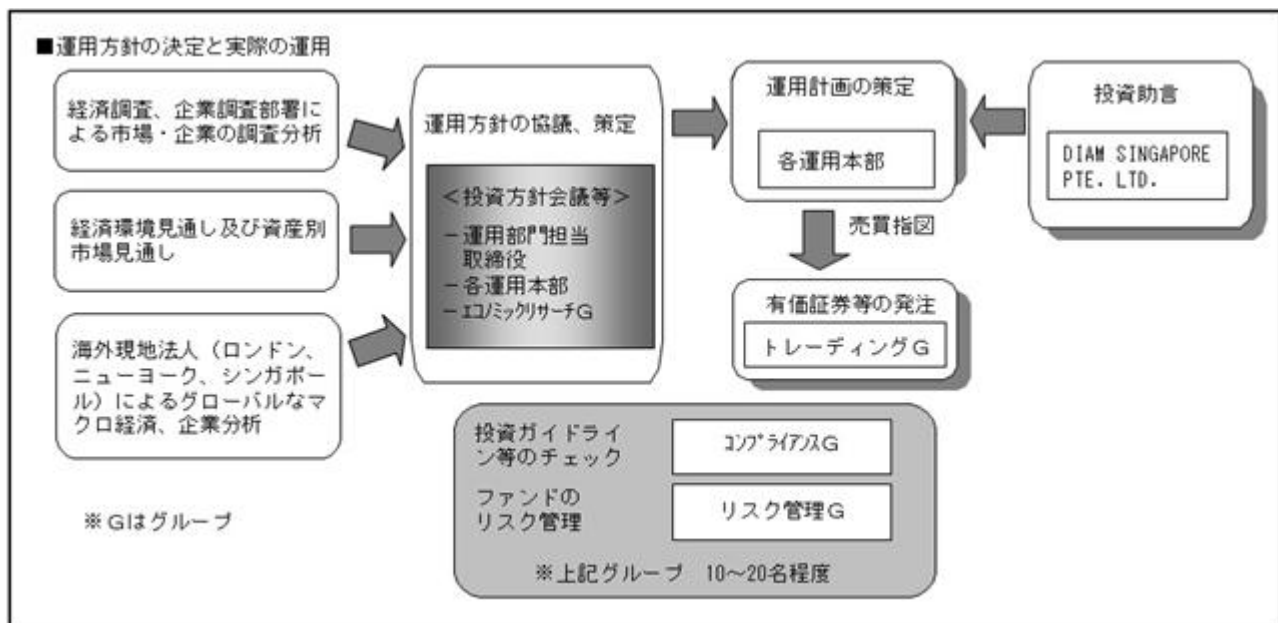 ■運用方針の決定と実際の運用
経済調査、企業調査部署に
よる市場・企業の調査分析
経済環境見通し及び資産別
市場見通し
海外現地法人（ロンドン、
ニューヨーク、シンガポー
ル）によるグローバルなマ
クロ経済、企業分析
※Gはグループ
運用方針の協議、策定
＜投資方針会議等＞
－運用部門担当
取締役
－各運用本部
－ｴｺﾉﾐｯｸﾘｻｰﾁG
運用計画の策定
各運用本部
売買指図
有価証券等の発注
トレーディングG
投資助言
DIAM SINGAPORE
PTE. LTD.
投資ガイドライ
ン等のチェック
ｺﾝﾌﾟﾗｲｱﾝｽG
ファンドの
リスク管理
リスク管理G
※上記グループ　10～20名程度